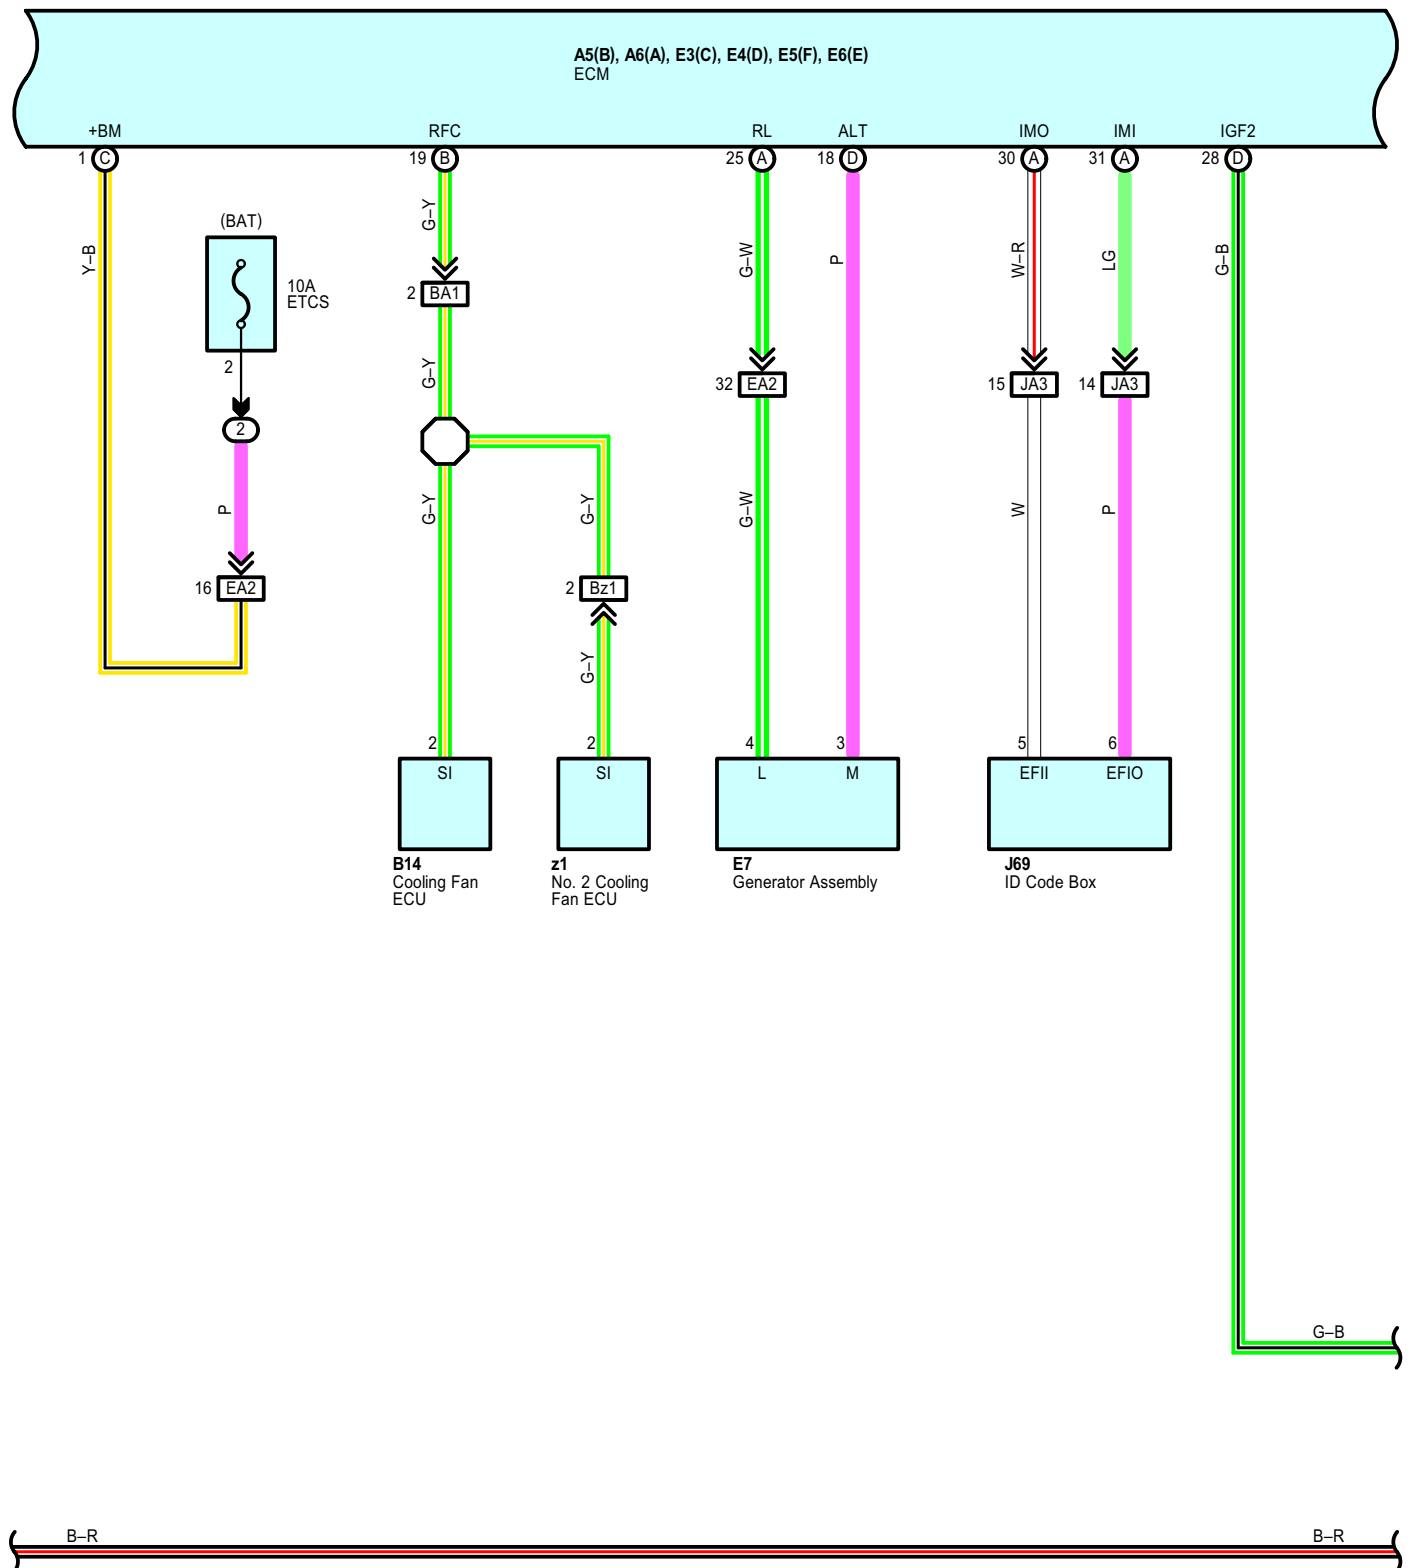 A5(B), A6(A), E3(C), E4(D), E5(F), E6(E)
ECM
+BM RFC RL ALT IMO IMI IGF2
1 C 19 B 25 A 18 D 30 A 31 A 28 D
(BAT)
G–Y
Y–B
G–W
P
W–R
LG
G–B
10A
ETCS
2 BA1
2
G–Y
32 EA2
15 JA3
14 JA3
2
P
G–Y
G–Y
G–W
W
P
16 EA2
2 Bz1
G–Y
2 2 4 3 5 6
SI SI L M EFII EFIO
B14
Cooling Fan
ECU
z1
No. 2 Cooling
Fan ECU
E7
Generator Assembly
J69
ID Code Box
G–B
B–R B–R